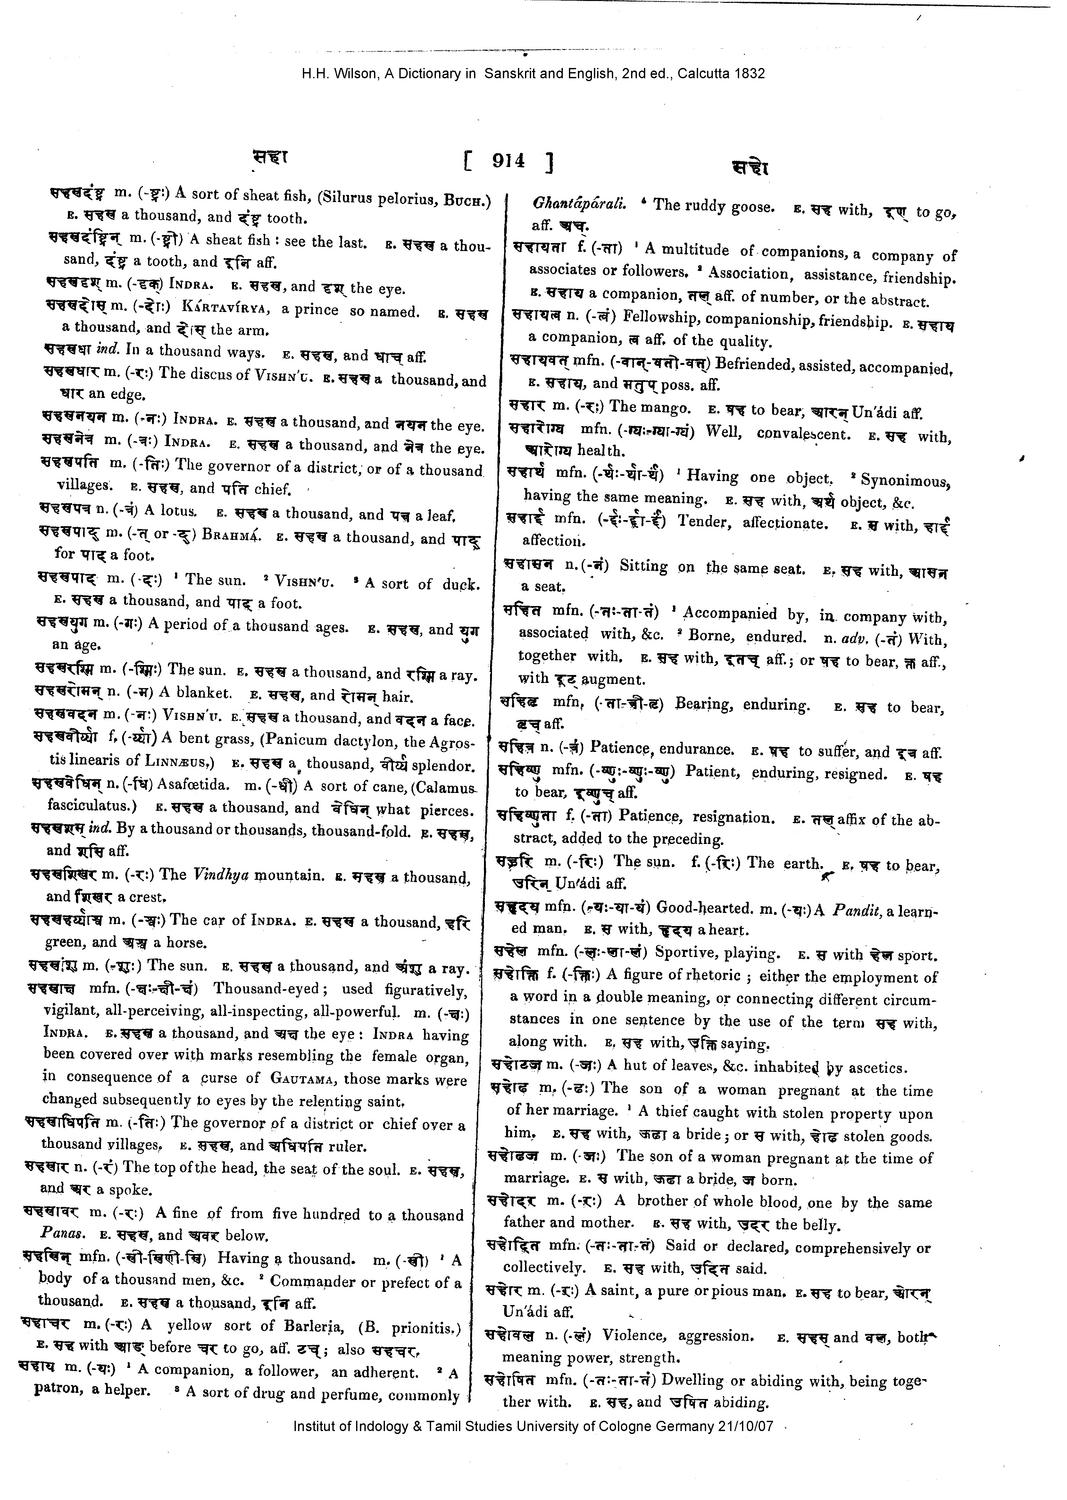 H.H. Wilson, A Dictionary in Sanskrit and English, 2nd ed., Calcutta 1832
सहा [ 914 ] सहो
सहस्रदंष्ट्र m. (-ष्ट्रः) A sort of sheat fish, (Silurus pelorius, BUCH.)
E. सहस्र a thousand, and दंष्ट्र tooth.
सहस्रदंष्ट्रिन् m. (-ष्ट्री) A sheat fish : see the last. E. सहस्र a thou-
sand, दंष्ट्र a tooth, and इनि aff.
सहस्रदृश् m. (-दृक्) INDRA. E. सहस्र, and दृश् the eye.
सहस्रदोस् m. (-दोः) KÁRTAVÍRYA, a prince so named. E. सहस्र
a thousand, and दोस् the arm.
सहस्रधा ind. In a thousand ways. E. सहस्र, and धाच् aff.
सहस्रधार m. (-रः) The discus of VISHN'U. E. सहस्र a thousand, and
धार an edge.
सहस्रनयन m. (-नः) INDRA. E. सहस्र a thousand, and नयन the eye.
सहस्रनेत्र m. (-त्रः) INDRA. E. सहस्र a thousand, and नेत्र the eye.
सहस्रपति m. (-तिः) The governor of a district, or of a thousand
villages. E. सहस्र, and पति chief.
सहस्रपत्र n. (-त्रं) A lotus. E. सहस्र a thousand, and पत्र a leaf.
सहस्रपाद् m. (-त् or -द्) BRAHMÁ. E. सहस्र a thousand, and पाद्
for पाद a foot.
सहस्रपाद m. (-दः) ¹ The sun. ² VISHN'U. ³ A sort of duck.
E. सहस्र a thousand, and पाद a foot.
सहस्रयुग m. (-गः) A period of a thousand ages. E. सहस्र, and युग
an age.
सहस्ररश्मि m. (-श्मिः) The sun. E. सहस्र a thousand, and रश्मि a ray.
सहस्ररोमन् n. (-म) A blanket. E. सहस्र, and रोमन् hair.
सहस्रवदन m. (-नः) VISHN'U. E. सहस्र a thousand, and वदन a face.
सहस्रवीर्य्या f. (-र्य्या) A bent grass, (Panicum dactylon, the Agros-
tis linearis of LINNÆUS,) E. सहस्र a thousand, वीर्य्य splendor.
सहस्रवेधिन् n. (-धि) Asafœtida. m. (-धी) A sort of cane, (Calamus
fasciculatus.) E. सहस्र a thousand, and वेधिन् what pierces.
सहस्रशस् ind. By a thousand or thousands, thousand-fold. E. सहस्र,
and शसि aff.
सहस्रशिखर m. (-रः) The Vindhya mountain. E. सहस्र a thousand,
and शिखर a crest.
सहस्रहर्य्यश्व m. (-श्वः) The car of INDRA. E. सहस्र a thousand, हरि
green, and अश्व a horse.
सहस्रांशु m. (-शुः) The sun. E. सहस्र a thousand, and अंशु a ray.
सहस्राक्ष mfn. (-क्षः-क्षी-क्षं) Thousand-eyed ; used figuratively,
vigilant, all-perceiving, all-inspecting, all-powerful. m. (-क्षः)
INDRA. E. सहस्र a thousand, and अक्ष the eye : INDRA having
been covered over with marks resembling the female organ,
in consequence of a curse of GAUTAMA, those marks were
changed subsequently to eyes by the relenting saint.
सहस्राधिपति m. (-तिः) The governor of a district or chief over a
thousand villages. E. सहस्र, and अधिपति ruler.
सहस्रार n. (-रं) The top of the head, the seat of the soul. E. सहस्र,
and अर a spoke.
सहस्रावर m. (-रः) A fine of from five hundred to a thousand
Panas. E. सहस्र, and अवर below.
सहस्रिन् mfn. (-स्री-स्रिणी-स्रि) Having a thousand. m. (-स्री) ¹ A
body of a thousand men, &c. ² Commander or prefect of a
thousand. E. सहस्र a thousand, इनि aff.
सहाचर m. (-रः) A yellow sort of Barleria, (B. prionitis.)
E. सह with आङ् before चर to go, aff. टच् ; also सहचर.
सहाय m. (-यः) ¹ A companion, a follower, an adherent. ² A
patron, a helper. ³ A sort of drug and perfume, commonly
Ghantápárali. ⁴ The ruddy goose. E. सह with, इण् to go,
aff. अच्.
सहायता f. (-ता) ¹ A multitude of companions, a company of
associates or followers. ² Association, assistance, friendship.
E. सहाय a companion, तल् aff. of number, or the abstract.
सहायत्व n. (-त्वं) Fellowship, companionship, friendship. E. सहाय
a companion, त्व aff. of the quality.
सहायवत् mfn. (-वान्-वती-वत्) Befriended, assisted, accompanied.
E. सहाय, and मतुप् poss. aff.
सहार m. (-रः) The mango. E. षह to bear, आरन् Un'ádi aff.
सहारोग्य mfn. (-ग्यः-ग्या-ग्यं) Well, convalescent. E. सह with,
आरोग्य health.
सहार्थ mfn. (-र्थः-र्था-र्थं) ¹ Having one object. ² Synonimous,
having the same meaning. E. सह with, अर्थ object, &c.
सहार्द्द mfn. (-र्द्दः-र्द्दा-र्द्दं) Tender, affectionate. E. स with, हार्द्द
affection.
सहासन n. (-नं) Sitting on the same seat. E. सह with, आसन
a seat.
सहित mfn. (-तः-ता-तं) ¹ Accompanied by, in company with,
associated with, &c. ² Borne, endured. n. adv. (-तं) With,
together with. E. सह with, इतच् aff. ; or षह to bear, क्त aff.,
with इट् augment.
सहितृ mfn. (-ता-त्री-तृ) Bearing, enduring. E. सह to bear,
तृच् aff.
सहित्र n. (-त्रं) Patience, endurance. E. षह to suffer, and इत्र aff.
सहिष्णु mfn. (-ष्णुः-ष्णुः-ष्णु) Patient, enduring, resigned. E. षह
to bear, इष्णुच् aff.
सहिष्णुता f. (-ता) Patience, resignation. E. तल् affix of the ab-
stract, added to the preceding.
सहुरि m. (-रिः) The sun. f. (-रिः) The earth. E. षह to bear,
उरिन् Un'ádi aff.
सहृदय mfn. (-यः-या-यं) Good-hearted. m. (-यः) A Pandit, a learn-
ed man. E. स with, हृदय a heart.
सहेल mfn. (-लः-ला-लं) Sportive, playing. E. स with हेल sport.
सहोक्ति f. (-क्तिः) A figure of rhetoric ; either the employment of
a word in a double meaning, or connecting different circum-
stances in one sentence by the use of the term सह with,
along with. E. सह with, उक्ति saying.
सहोटज m. (-जः) A hut of leaves, &c. inhabited by ascetics.
सहोढ m. (-ढः) The son of a woman pregnant at the time
of her marriage. ¹ A thief caught with stolen property upon
him. E. सह with, ऊढा a bride ; or स with, होढ stolen goods.
सहोढज m. (-जः) The son of a woman pregnant at the time of
marriage. E. स with, ऊढा a bride, ज born.
सहोदर m. (-रः) A brother of whole blood, one by the same
father and mother. E. सह with, उदर the belly.
सहोदित mfn. (-तः-ता-तं) Said or declared, comprehensively or
collectively. E. सह with, उदित said.
सहोर m. (-रः) A saint, a pure or pious man. E. सह to bear, ओरन्
Un'ádi aff.
सहोवल n. (-लं) Violence, aggression. E. सहस् and वल, both
meaning power, strength.
सहोषित mfn. (-तः-ता-तं) Dwelling or abiding with, being toge-
ther with. E. सह, and उषित abiding.
Institut of Indology & Tamil Studies University of Cologne Germany 21/10/07